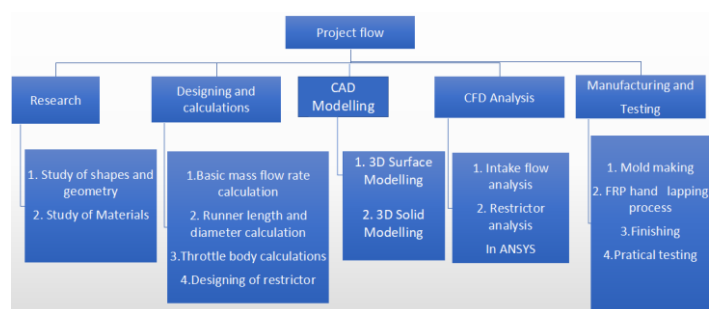 Project flow
Research
Designing and
calculations
CAD
Modelling
CFD Analysis
Manufacturing and
Testing
1. Study of shapes and
geometry
2. Study of Materials
1.Basic mass flow rate
calculation
2. Runner length and
diameter calculation
3.Throttle body calculations
4.Designing of restrictor
1. 3D Surface
Modelling
2. 3D Solid
Modelling
1. Intake flow
analysis
2. Restrictor
analysis
In ANSYS
1. Mold making
2. FRP hand lapping
process
3.Finishing
4.Pratical testing